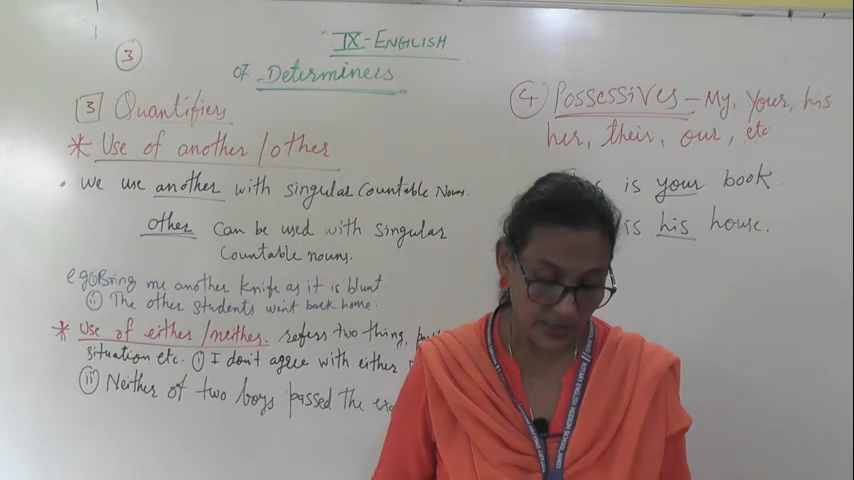 3
IX-ENGLISH
OF Determiners
3 Quantifiers
* Use of another/other
• We use another with singular Countable Nouns.
other can be used with singular
Countable nouns.
eg (i) Bring me another Knife as it is blunt
(ii) The other students went back home.
* Use of either/neither. refers two thing,
situation etc. (i) I don't agree with either
(ii) Neither of two boys passed the
4 Possessives - My, Your, his
her, their, our, etc
is your book.
is his house.
ROTARY ENGLISH MEDIUM SCHOOL